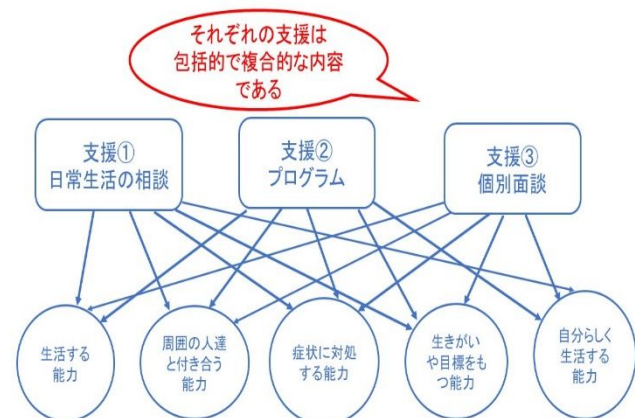 それぞれの支援は
包括的で複合的な内容
である
支援①
日常生活の相談
支援②
プログラム
支援③
個別面談
生活する
能力
周囲の人達
と付き合う
能力
症状に対処
する能力
生きがい
や目標をも
つ能力
自分らしく
生活する
能力